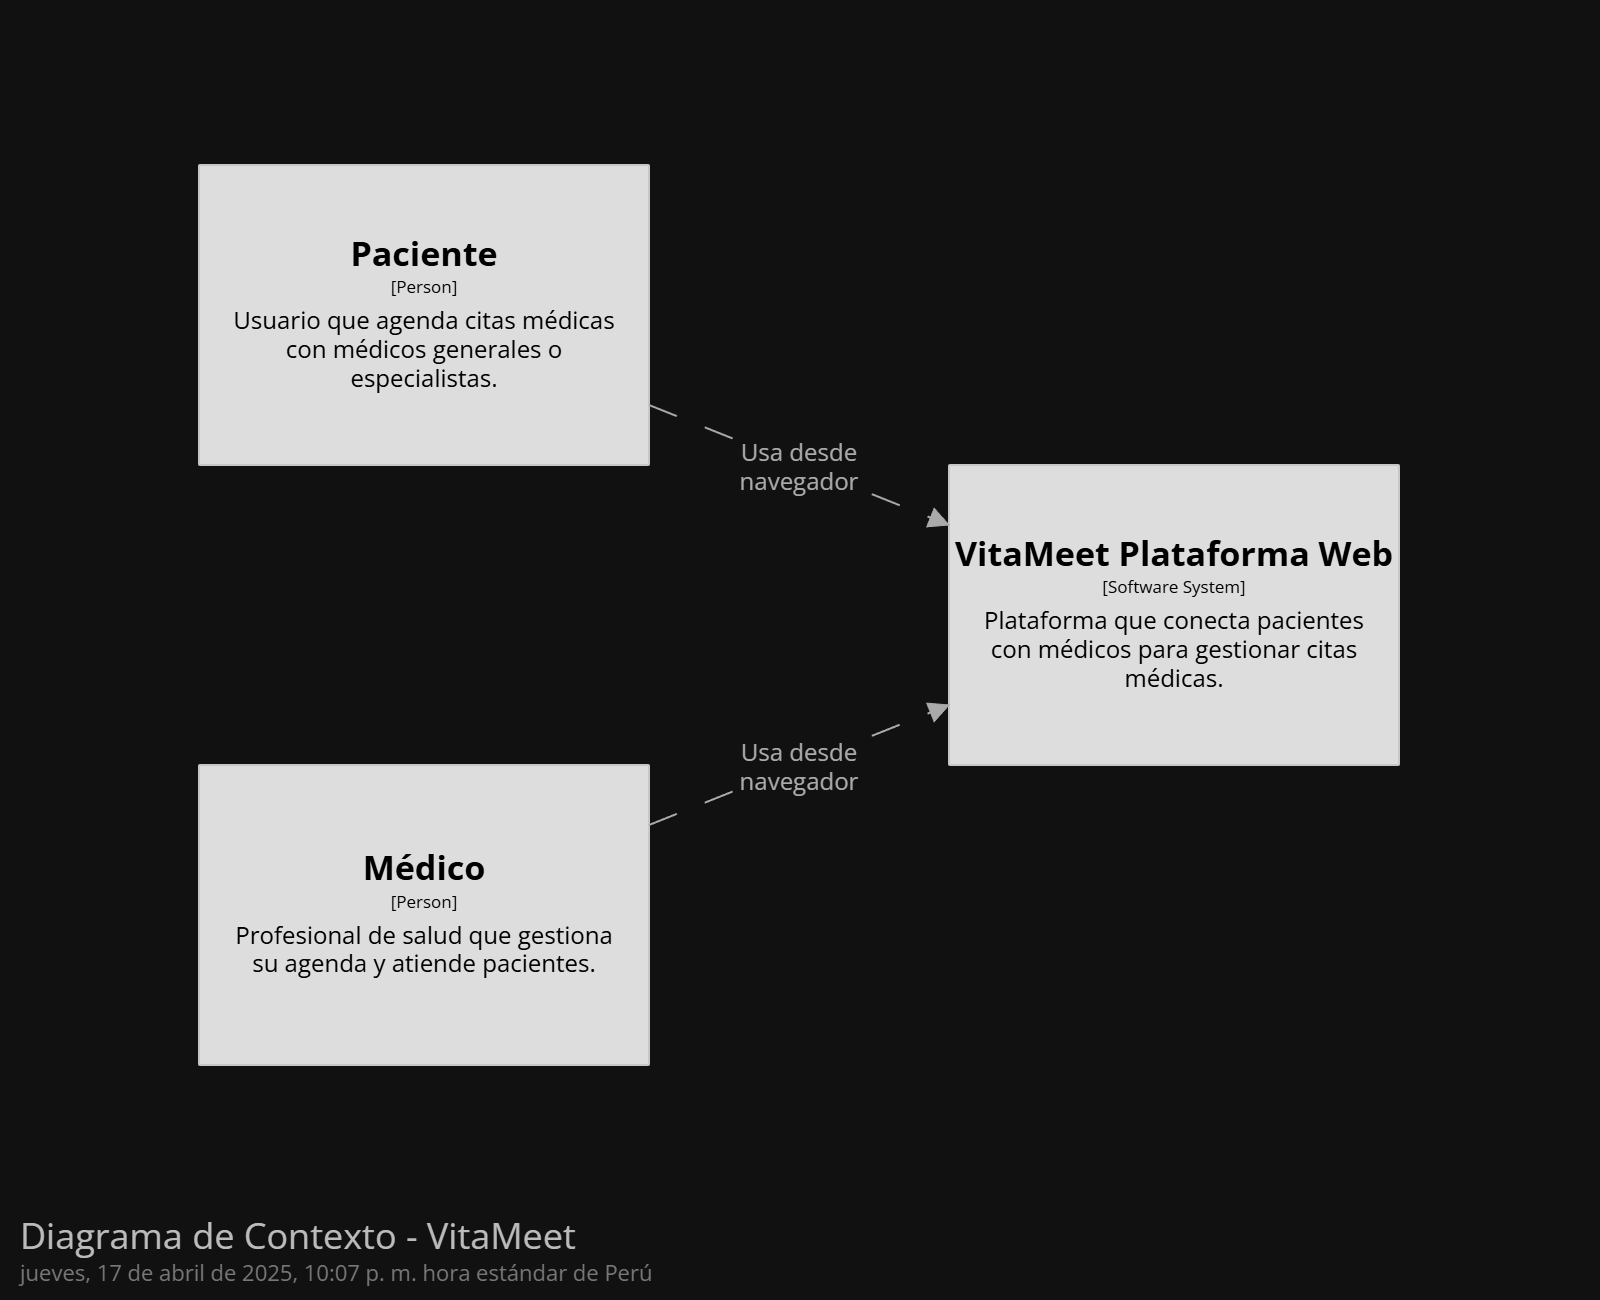 Paciente
[Person]
Usuario que agenda citas médicas
con médicos generales o
especialistas.
Usa desde
navegador
VitaMeet Plataforma Web
[Software System]
Plataforma que conecta pacientes
con médicos para gestionar citas
médicas.
Usa desde
navegador
Médico
[Person]
Profesional de salud que gestiona
su agenda y atiende pacientes.
Diagrama de Contexto - VitaMeet
jueves, 17 de abril de 2025, 10:07 p. m. hora estándar de Perú